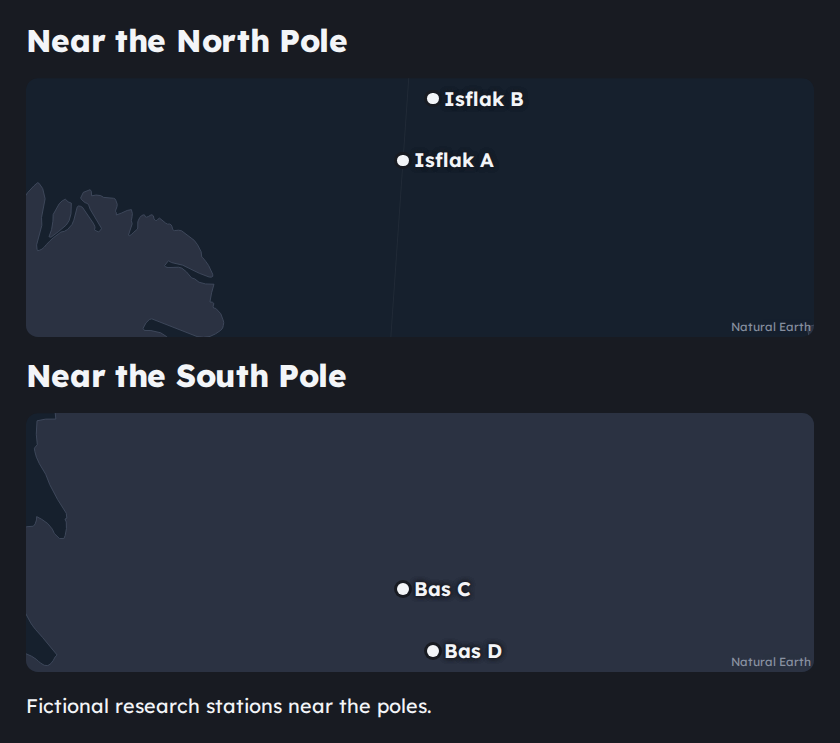 Near the North Pole
Isflak B
Isflak A
Natural Earth
Near the South Pole
Bas C
Bas D
Natural Earth
Fictional research stations near the poles.